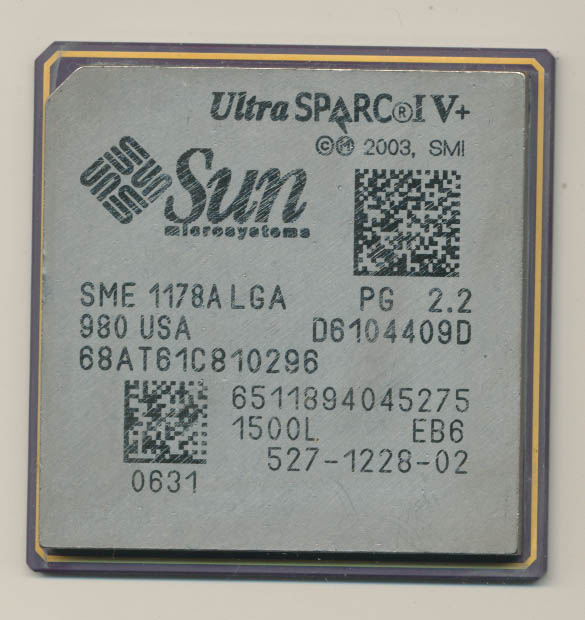 UltraSPARC®IV+
©Ⓜ 2003, SMI
Sun
microsystems
SME 1178A LGA PG 2.2
980 USA D6104409D
68AT61C810296
6511894045275
1500L EB6
527-1228-02
0631